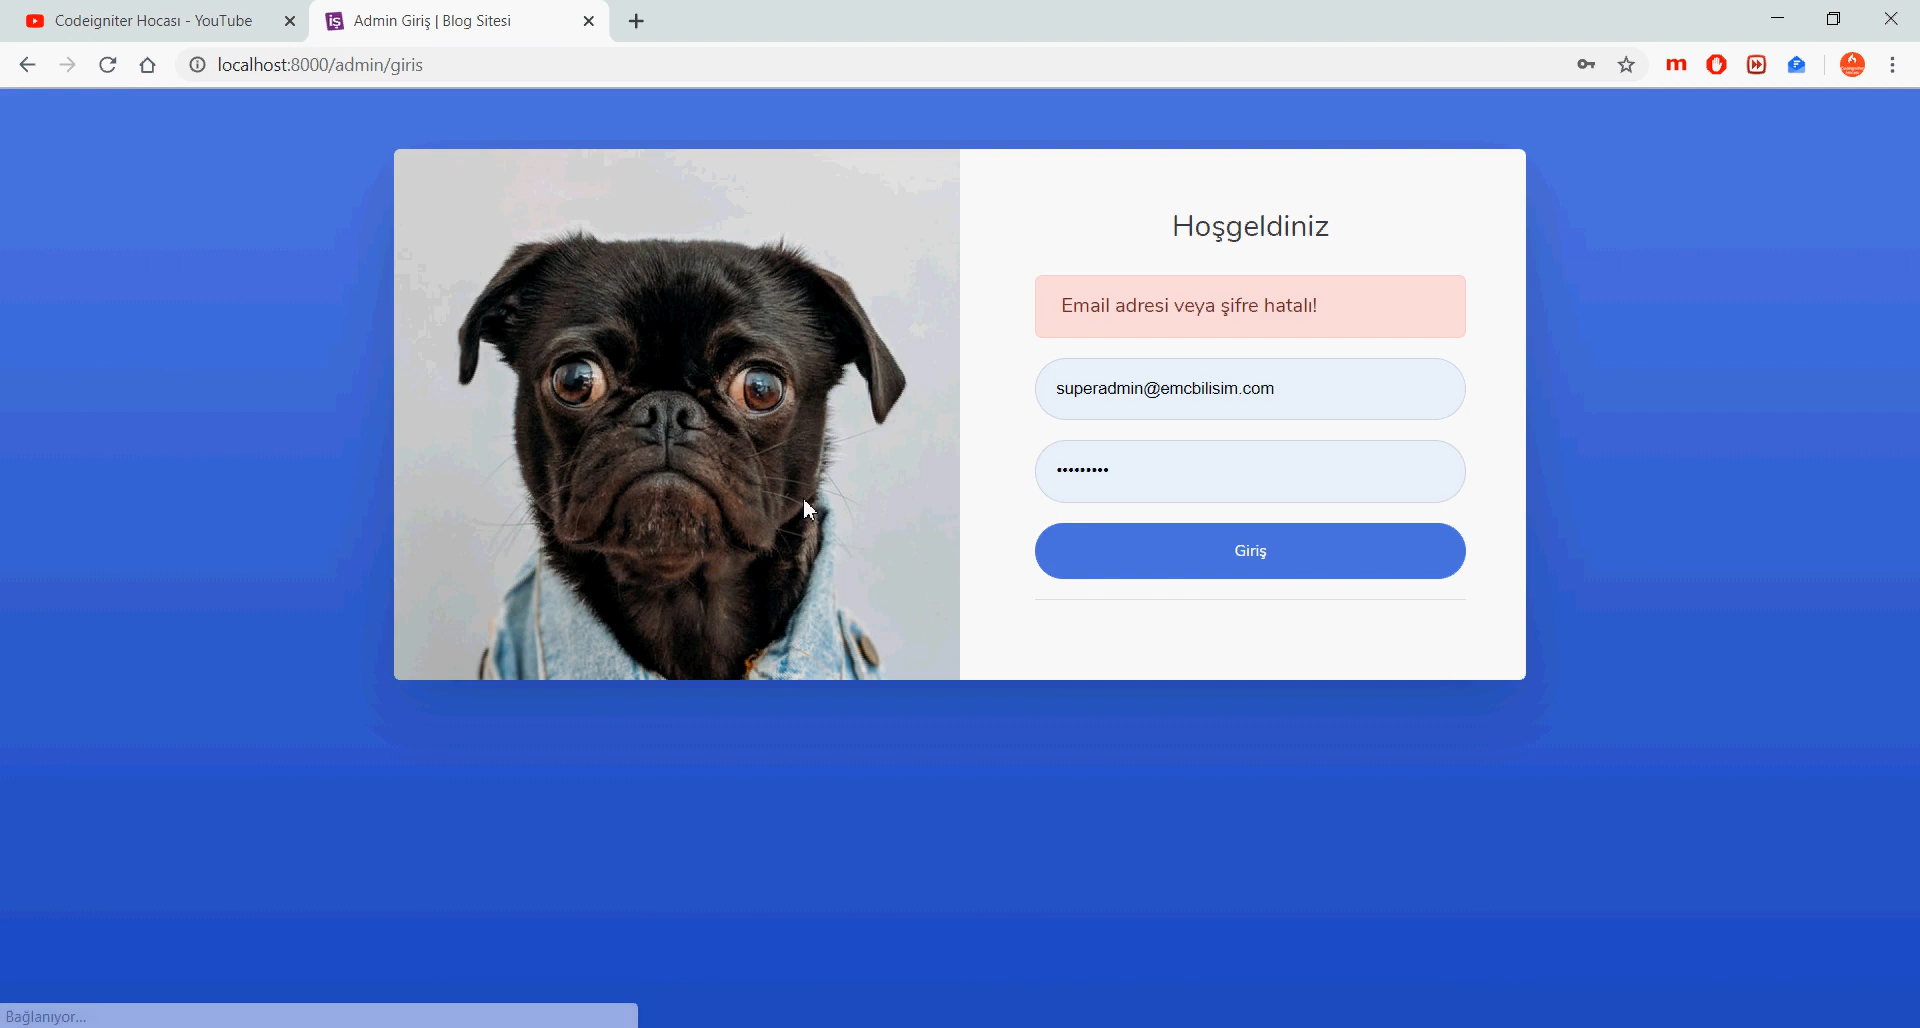 Codeigniter Hocası - YouTube
iş Admin Giriş | Blog Sitesi
localhost:8000/admin/giris
m
Hoşgeldiniz
Email adresi veya şifre hatalı!
superadmin@emcbilisim.com
•••••••••
Giriş
Bağlanıyor...